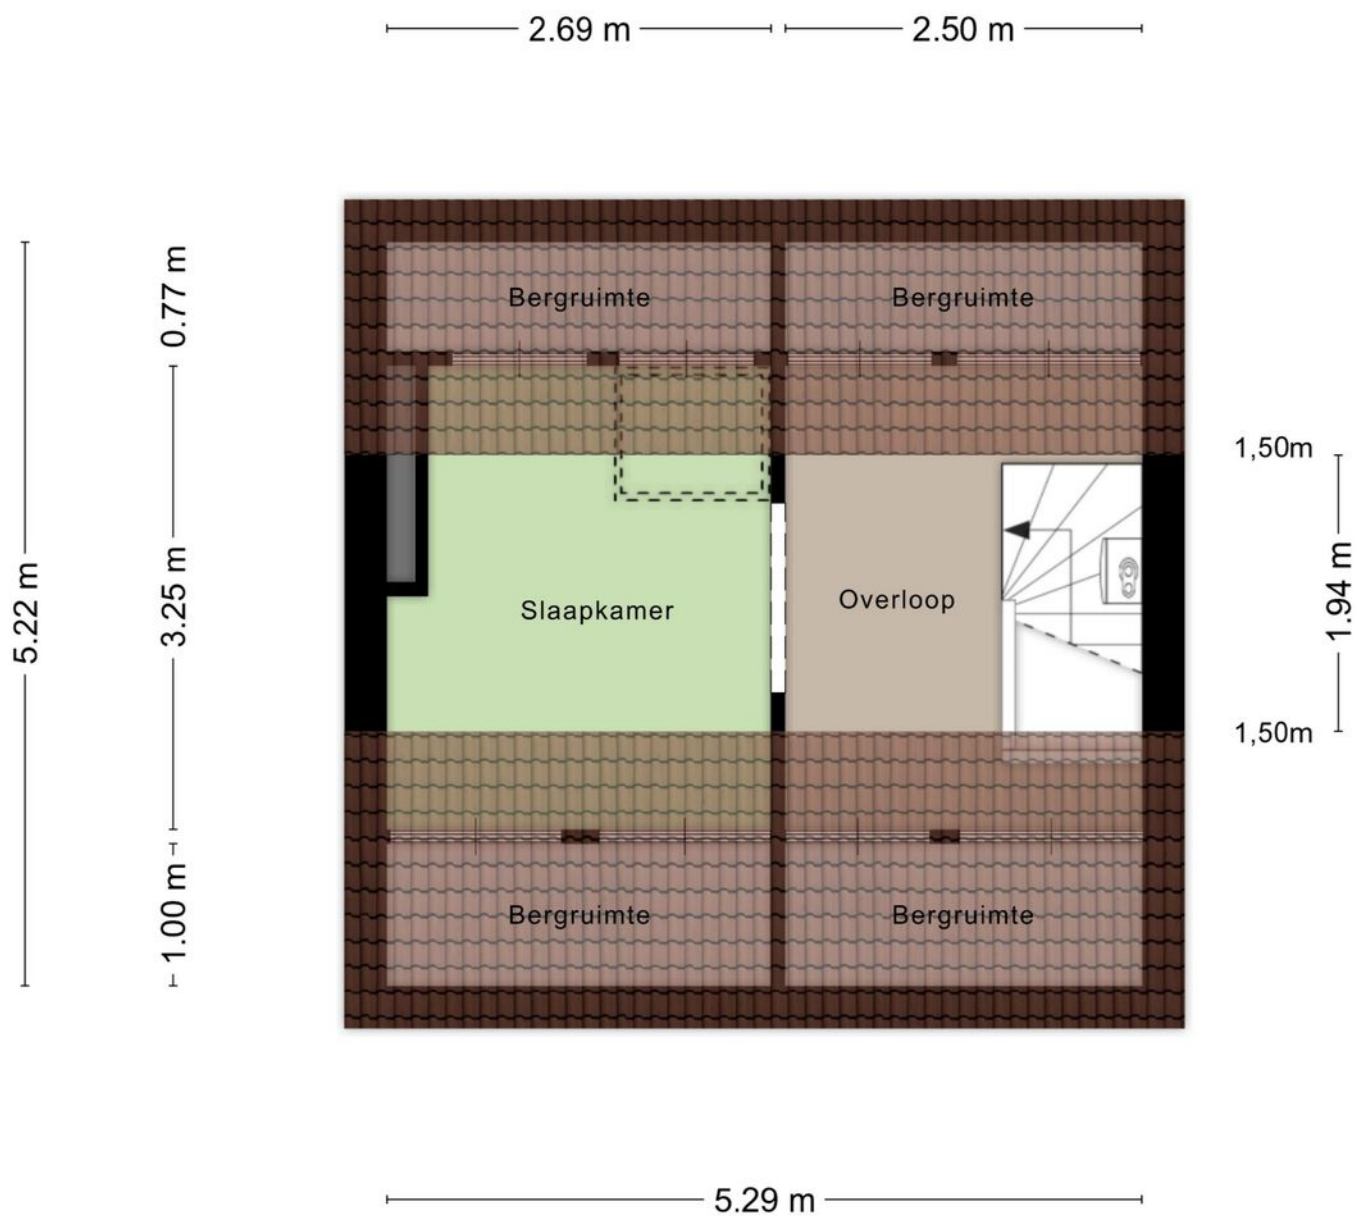 2.69 m
2.50 m
0.77 m
Bergruimte
Bergruimte
1,50m
5.22 m
3.25 m
Slaapkamer
Overloop
1.94 m
1,50m
1.00 m
Bergruimte
Bergruimte
5.29 m